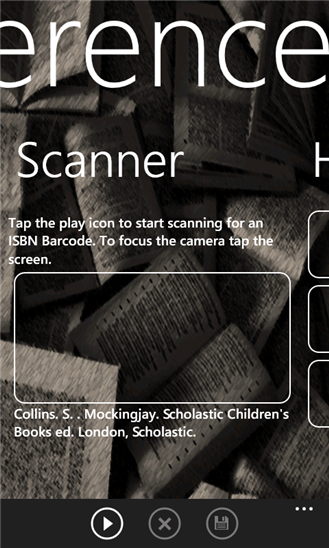 erence
Scanner
H
Tap the play icon to start scanning for an
ISBN Barcode. To focus the camera tap the
screen.
Collins. S. . Mockingjay. Scholastic Children's
Books ed. London, Scholastic.